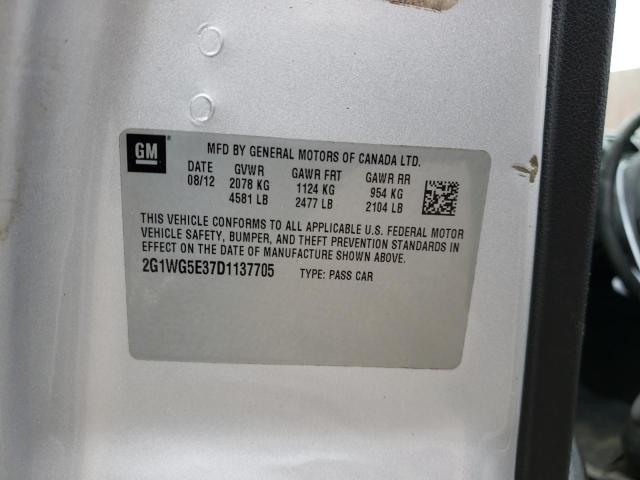 GM
MFD BY GENERAL MOTORS OF CANADA LTD.
DATE GVWR GAWR FRT GAWR RR
08/12 2078 KG 1124 KG 954 KG
4581 LB 2477 LB 2104 LB
THIS VEHICLE CONFORMS TO ALL APPLICABLE U.S. FEDERAL MOTOR
VEHICLE SAFETY, BUMPER, AND THEFT PREVENTION STANDARDS IN
EFFECT ON THE DATE OF MANUFACTURE SHOWN ABOVE.
2G1WG5E37D1137705 TYPE: PASS CAR